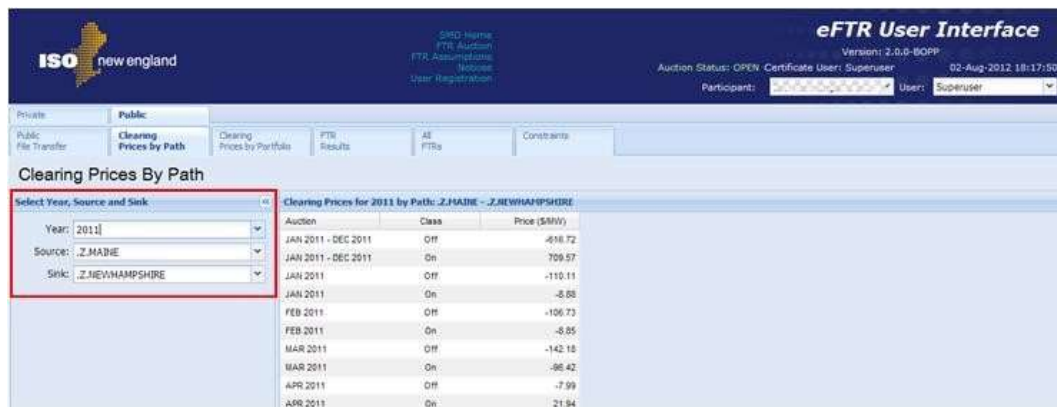 ISO new england
SMD Home
FTR Auction
FTR Assumptions
Notices
User Registration
eFTR User Interface
Version: 2.0.0-BOPP
Auction Status: OPEN Certificate User: Superuser 02-Aug-2012 18:17:50
Participant: User: Superuser
Private Public
Public File Transfer
Clearing Prices by Path
Clearing Prices by Portfolio
FTR Results
All FTRs
Constraints
Clearing Prices By Path
Select Year, Source and Sink
Year: 2011
Source: .Z.MAINE
Sink: .Z.NEWHAMPSHIRE
Clearing Prices for 2011 by Path: .Z.MAINE - .Z.NEWHAMPSHIRE
Auction Class Price ($/MW)
JAN 2011 - DEC 2011 Off -616.72
JAN 2011 - DEC 2011 On 709.57
JAN 2011 Off -110.11
JAN 2011 On -8.88
FEB 2011 Off -106.73
FEB 2011 On -8.85
MAR 2011 Off -142.18
MAR 2011 On -96.42
APR 2011 Off -7.99
APR 2011 On 21.94